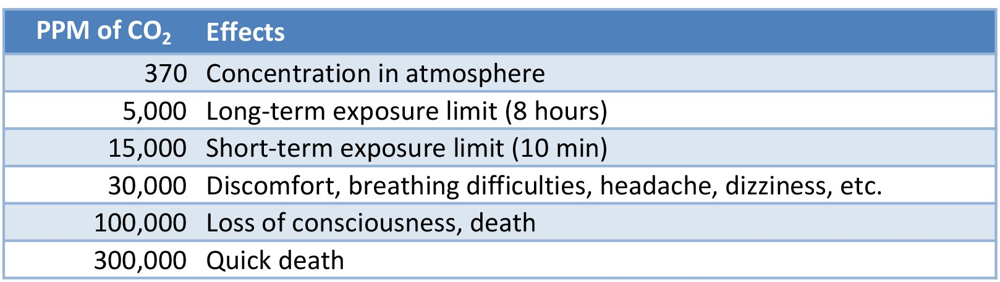 PPM of CO₂ Effects
370 Concentration in atmosphere
5,000 Long-term exposure limit (8 hours)
15,000 Short-term exposure limit (10 min)
30,000 Discomfort, breathing difficulties, headache, dizziness, etc.
100,000 Loss of consciousness, death
300,000 Quick death